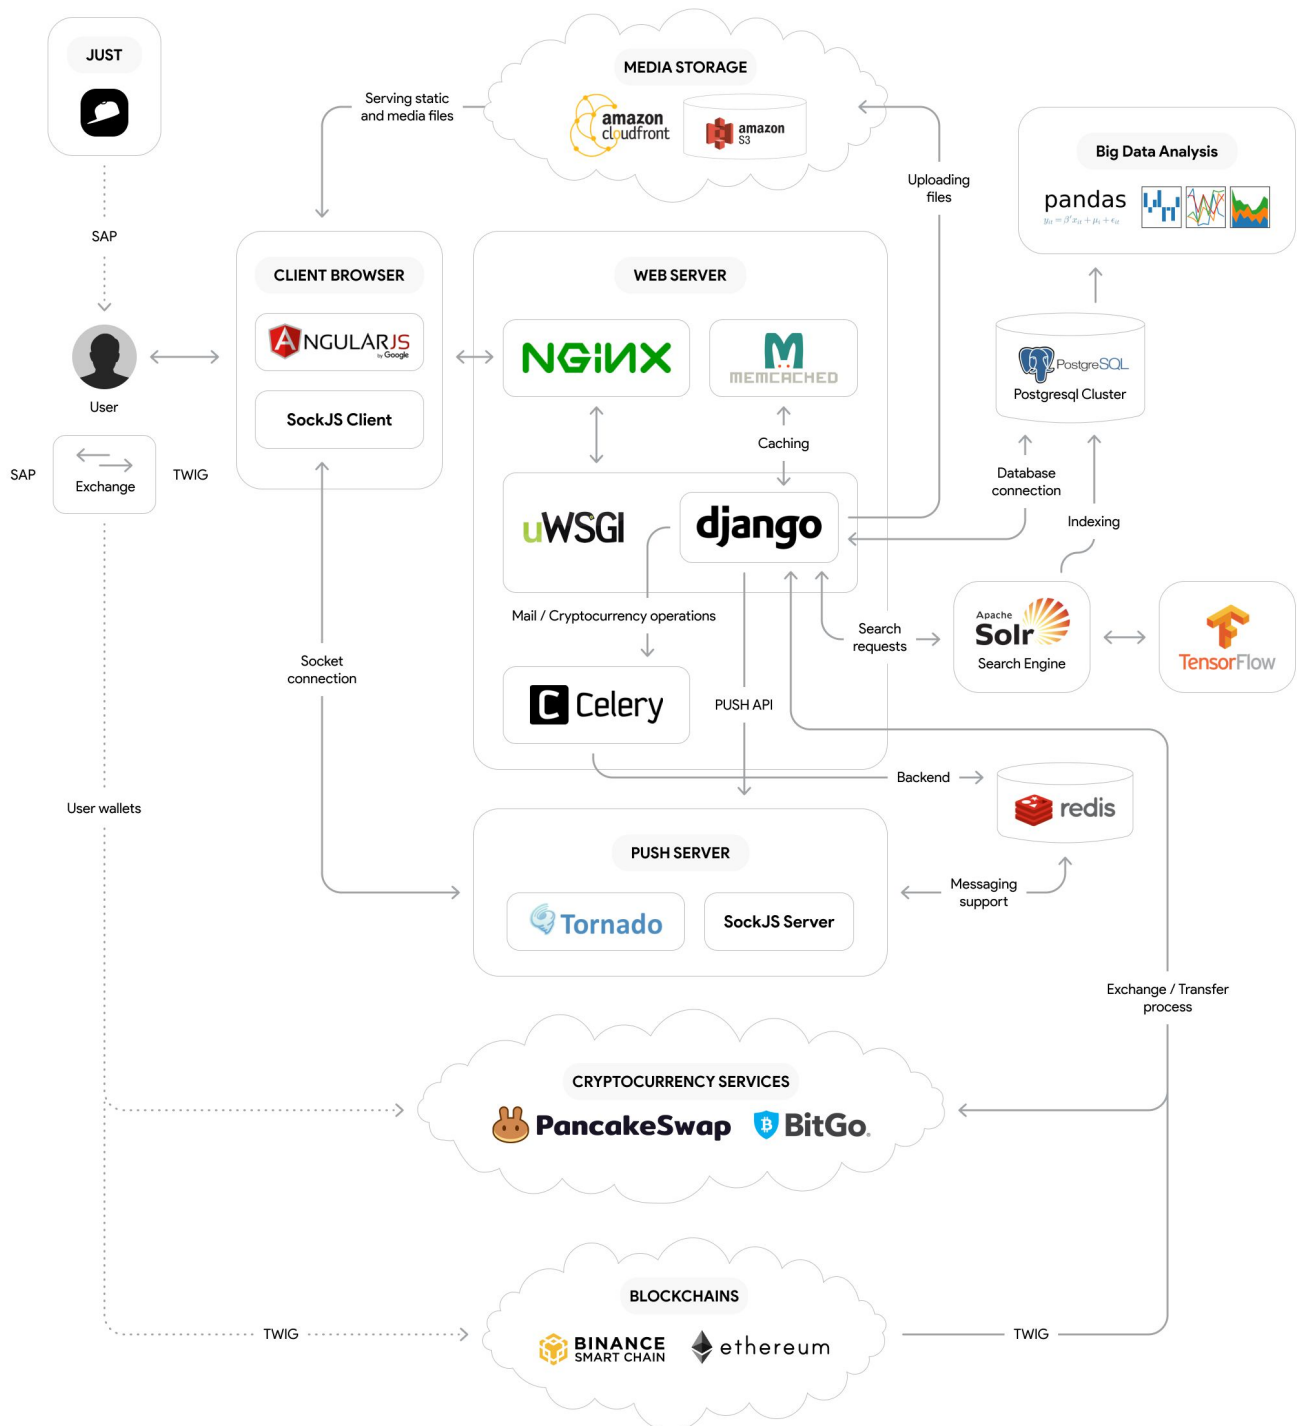 JUST
SAP
User
SAP
Exchange
TWIG
User wallets
MEDIA STORAGE
amazon
cloudfront
amazon
S3
Serving static
and media files
Uploading
files
Big Data Analysis
pandas
yit = β′xit + μi + ϵit
CLIENT BROWSER
ANGULARJS
by Google
SockJS Client
WEB SERVER
NGINX
MEMCACHED
Caching
uWSGI
django
PostgreSQL
Postgresql Cluster
Database
connection
Indexing
Mail / Cryptocurrency operations
Search
requests
Apache
Solr
Search Engine
TensorFlow
Socket
connection
Celery
PUSH API
Backend
redis
PUSH SERVER
Tornado
SockJS Server
Messaging
support
Exchange / Transfer
process
CRYPTOCURRENCY SERVICES
PancakeSwap
BitGo
BLOCKCHAINS
TWIG
BINANCE
SMART CHAIN
ethereum
TWIG